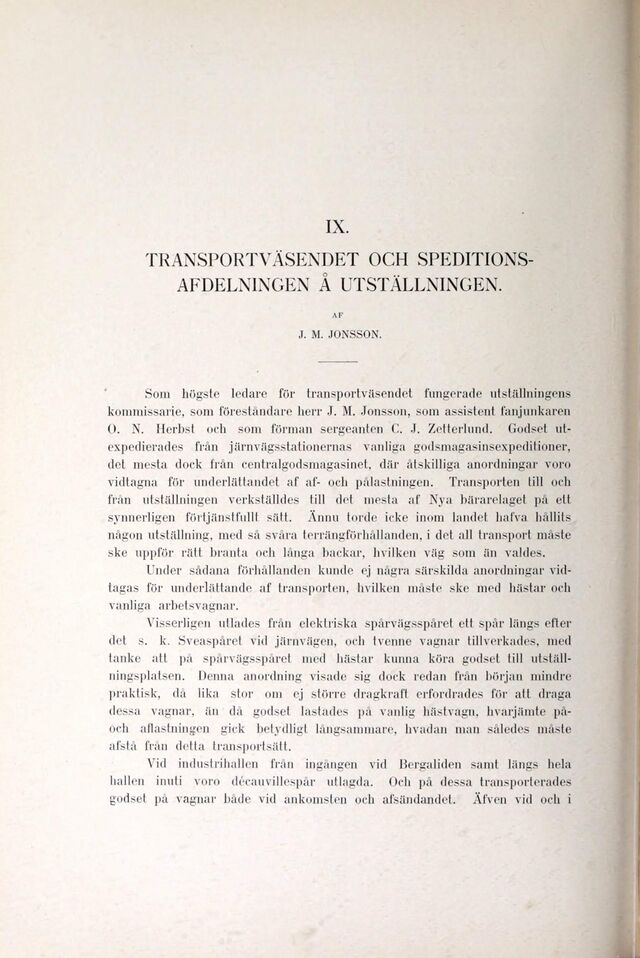 IX.
TRANSPORTVÄSENDET OCH SPEDITIONS-
AFDELNINGEN Å UTSTÄLLNINGEN.
AF
J. M. JONSSON.
Som högste ledare för transportväsendet fungerade utställningens
kommissarie, som föreståndare herr J. M. Jonsson, som assistent fanjunkaren
O. N. Herbst och som förman sergeanten C. J. Zetterlund. Godset ut-
expedierades från järnvägsstationernas vanliga godsmagasinsexpeditioner,
det mesta dock från centralgodsmagasinet, där åtskilliga anordningar voro
vidtagna för underlättandet af af- och pålastningen. Transporten till och
från utställningen verkställdes till det mesta af Nya bärarelaget på ett
synnerligen förtjänstfullt sätt. Ännu torde icke inom landet hafva hållits
någon utställning, med så svåra terrängförhållanden, i det all transport måste
ske uppför rätt branta och långa backar, hvilken väg som än valdes.
Under sådana förhållanden kunde ej några särskilda anordningar vid-
tagas för underlättande af transporten, hvilken måste ske med hästar och
vanliga arbetsvagnar.
Visserligen utlades från elektriska spårvägsspåret ett spår längs efter
det s. k. Sveaspåret vid järnvägen, och tvenne vagnar tillverkades, med
tanke att på spårvägsspåret med hästar kunna köra godset till utställ-
ningsplatsen. Denna anordning visade sig dock redan från början mindre
praktisk, då lika stor om ej större dragkraft erfordrades för att draga
dessa vagnar, än då godset lastades på vanlig hästvagn, hvarjämte på-
och aflastningen gick betydligt långsammare, hvadan man således måste
afstå från detta transportsätt.
Vid industrihallen från ingången vid Bergaliden samt längs hela
hallen inuti voro décauvillespår utlagda. Och på dessa transporterades
godset på vagnar både vid ankomsten och afsändandet. Äfven vid och i